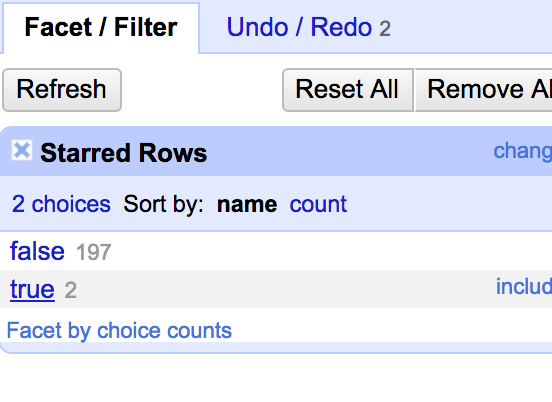 Facet / Filter Undo / Redo 2
Refresh Reset All Remove Al
Starred Rows chang
2 choices Sort by: name count
false 197
true 2 includ
Facet by choice counts